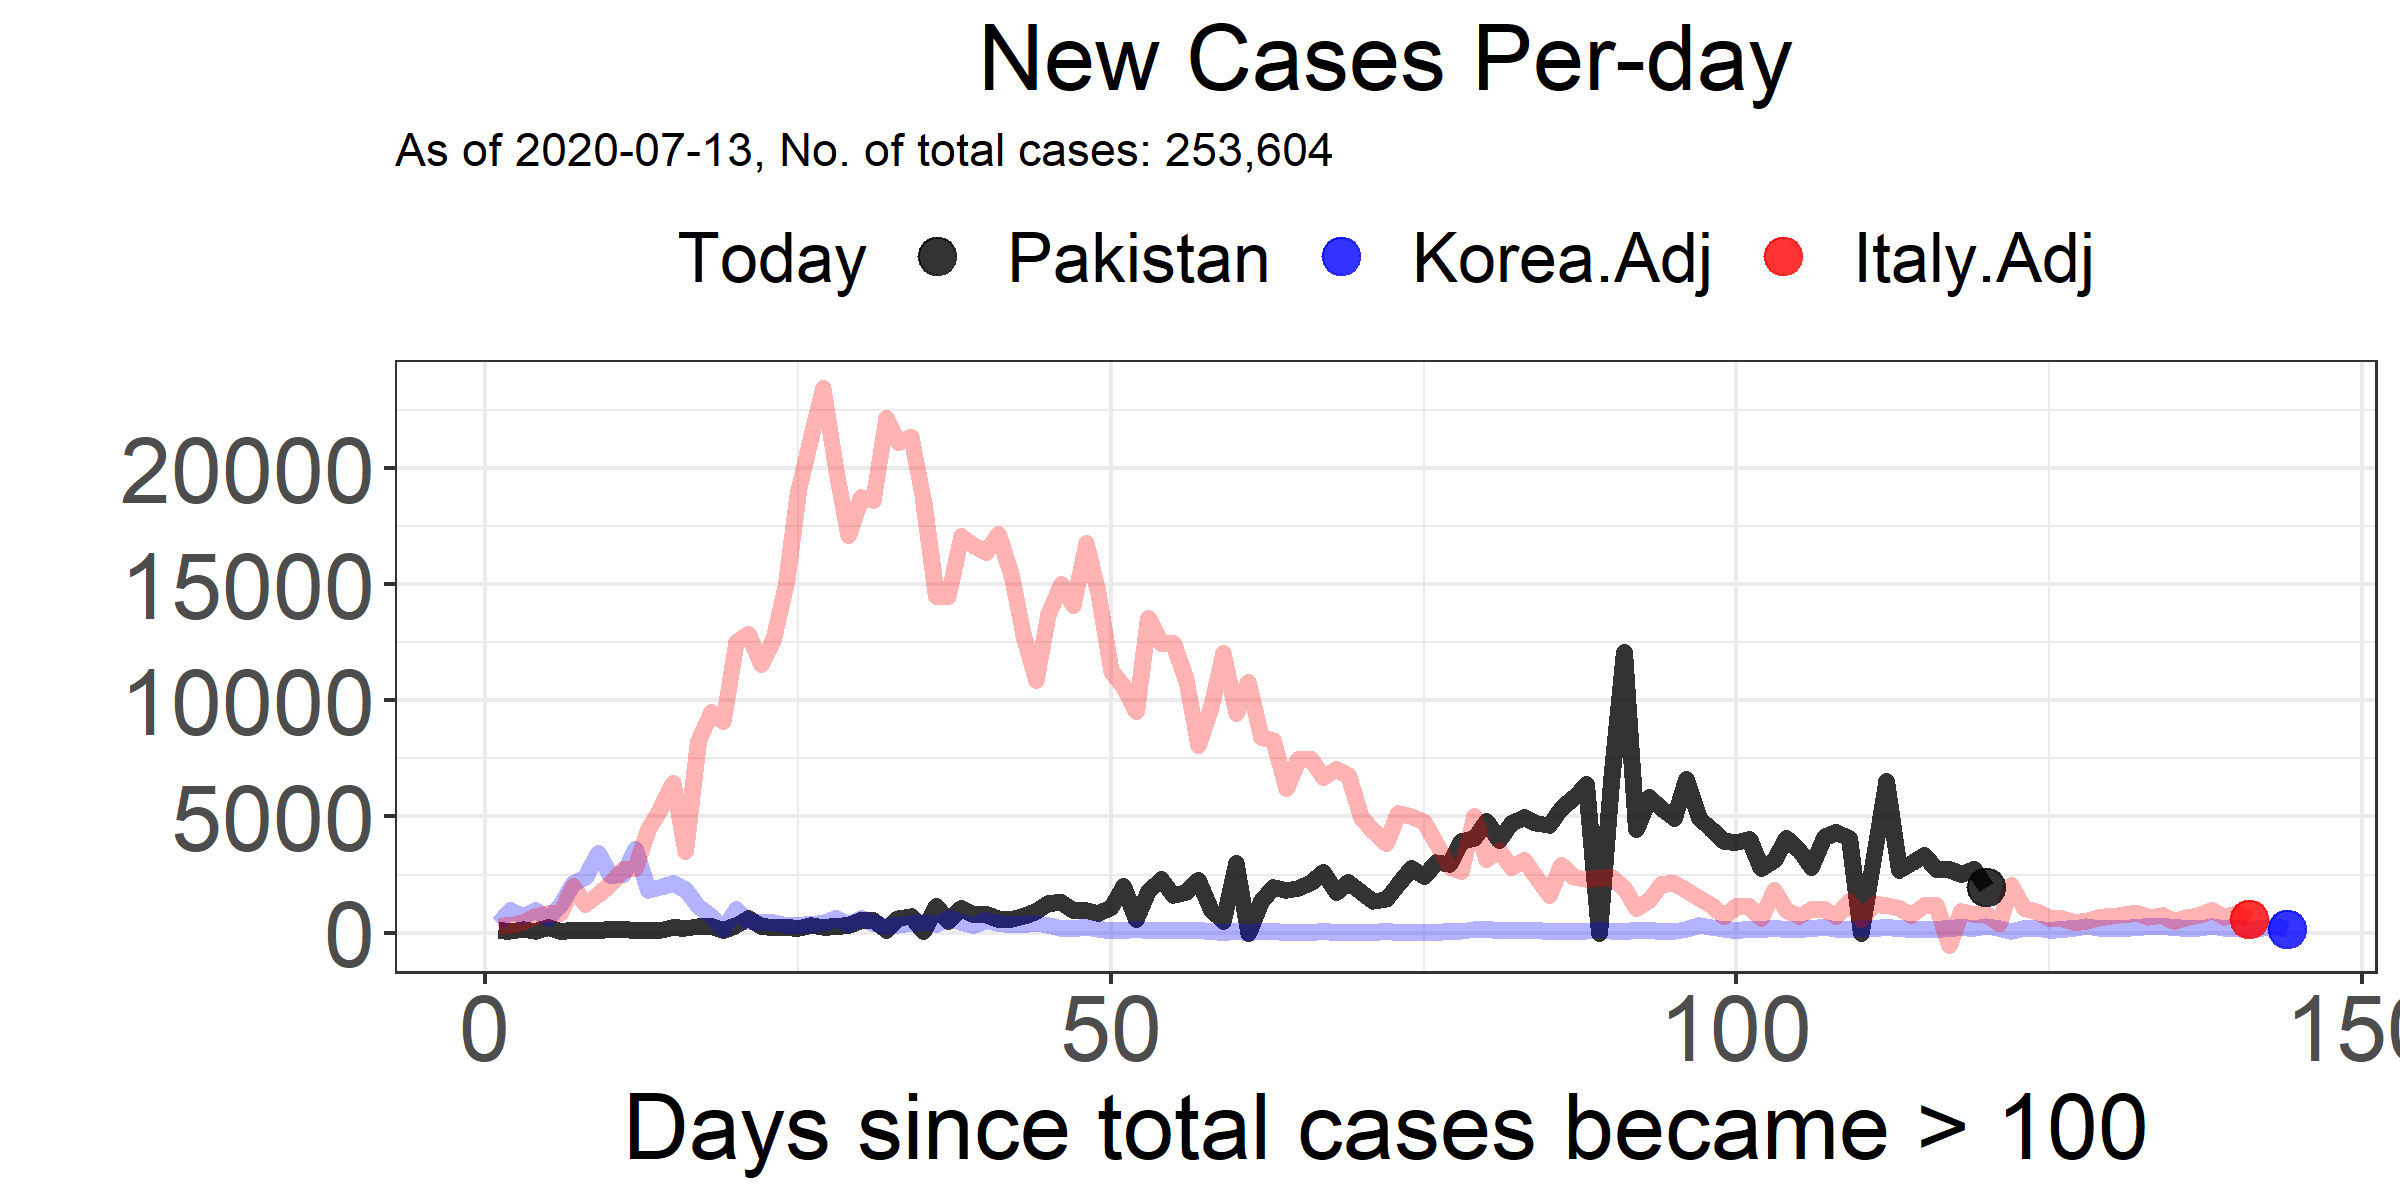 New Cases Per-day
As of 2020-07-13, No. of total cases: 253,604
Today Pakistan Korea.Adj Italy.Adj
20000
15000
10000
5000
0
0 50 100 150
Days since total cases became > 100